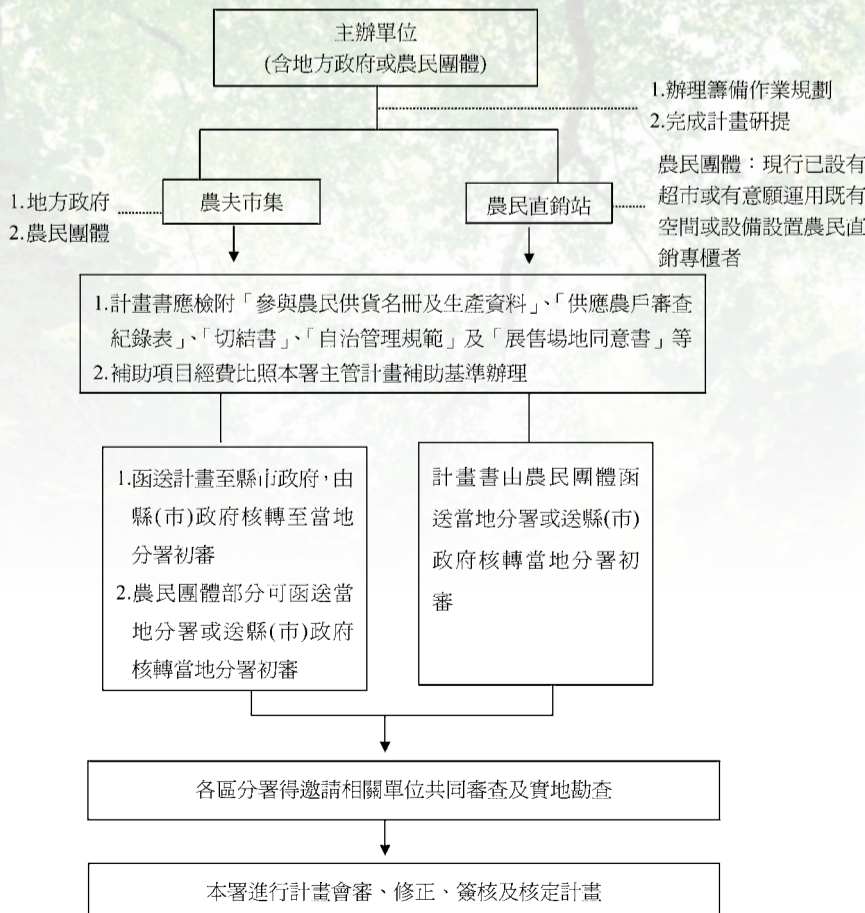 主辦單位
(含地方政府或農民團體)
1.辦理籌備作業規劃
2.完成計畫研提
1.地方政府
2.農民團體
農夫市集
農民直銷站
農民團體：現行已設有
超市或有意願運用既有
空間或設備設置農民直
銷專櫃者
1.計畫書應檢附「參與農民供貨名冊及生產資料」、「供應農戶審查
紀錄表」、「切結書」、「自治管理規範」及「展售場地同意書」等
2.補助項目經費比照本署主管計畫補助基準辦理
1.函送計畫至縣市政府，由
縣(市)政府核轉至當地
分署初審
2.農民團體部分可函送當
地分署或送縣(市)政府
核轉當地分署初審
計畫書由農民團體函
送當地分署或送縣(市)
政府核轉當地分署初
審
各區分署得邀請相關單位共同審查及實地勘查
本署進行計畫會審、修正、簽核及核定計畫